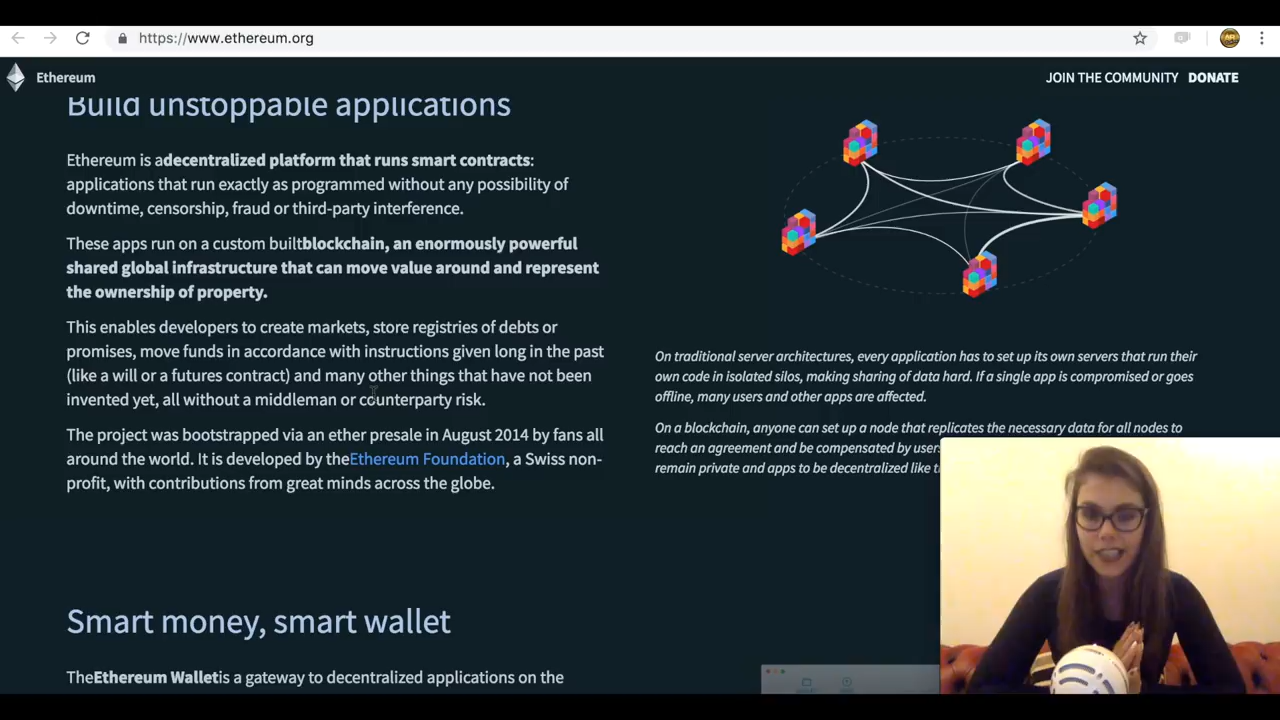 https://www.ethereum.org
Ethereum
JOIN THE COMMUNITY DONATE
Build unstoppable applications
Ethereum is adecentralized platform that runs smart contracts:
applications that run exactly as programmed without any possibility of
downtime, censorship, fraud or third-party interference.
These apps run on a custom builtblockchain, an enormously powerful
shared global infrastructure that can move value around and represent
the ownership of property.
This enables developers to create markets, store registries of debts or
promises, move funds in accordance with instructions given long in the past
(like a will or a futures contract) and many other things that have not been
invented yet, all without a middleman or counterparty risk.
The project was bootstrapped via an ether presale in August 2014 by fans all
around the world. It is developed by theEthereum Foundation, a Swiss non-
profit, with contributions from great minds across the globe.
On traditional server architectures, every application has to set up its own servers that run their
own code in isolated silos, making sharing of data hard. If a single app is compromised or goes
offline, many users and other apps are affected.
On a blockchain, anyone can set up a node that replicates the necessary data for all nodes to
reach an agreement and be compensated by
remain private and apps to be decentralized like
Smart money, smart wallet
TheEthereum Walletis a gateway to decentralized applications on the